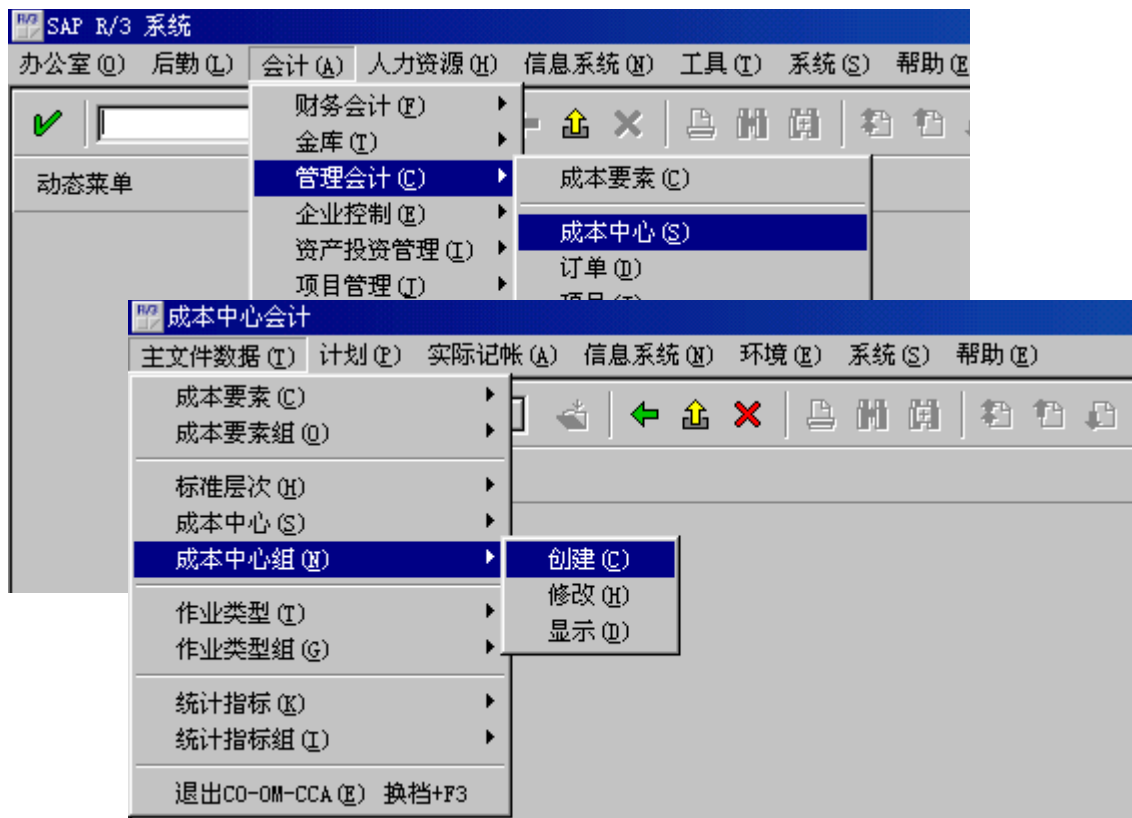 R/3 SAP R/3 系统
办公室(O) 后勤(L) 会计(A) 人力资源(H) 信息系统(N) 工具(T) 系统(S) 帮助(E
财务会计(F)
金库(T)
动态菜单 管理会计(C) 成本要素(C)
企业控制(E) 成本中心(S)
资产投资管理(I) 订单(D)
项目管理(J)
R/3 成本中心会计
主文件数据(T) 计划(P) 实际记帐(A) 信息系统(N) 环境(E) 系统(S) 帮助(E)
成本要素(C)
成本要素组(O)
标准层次(H)
成本中心(S)
成本中心组(N) 创建(C)
修改(H)
显示(D)
作业类型(T)
作业类型组(G)
统计指标(K)
统计指标组(I)
退出CO-OM-CCA(E) 换档+F3